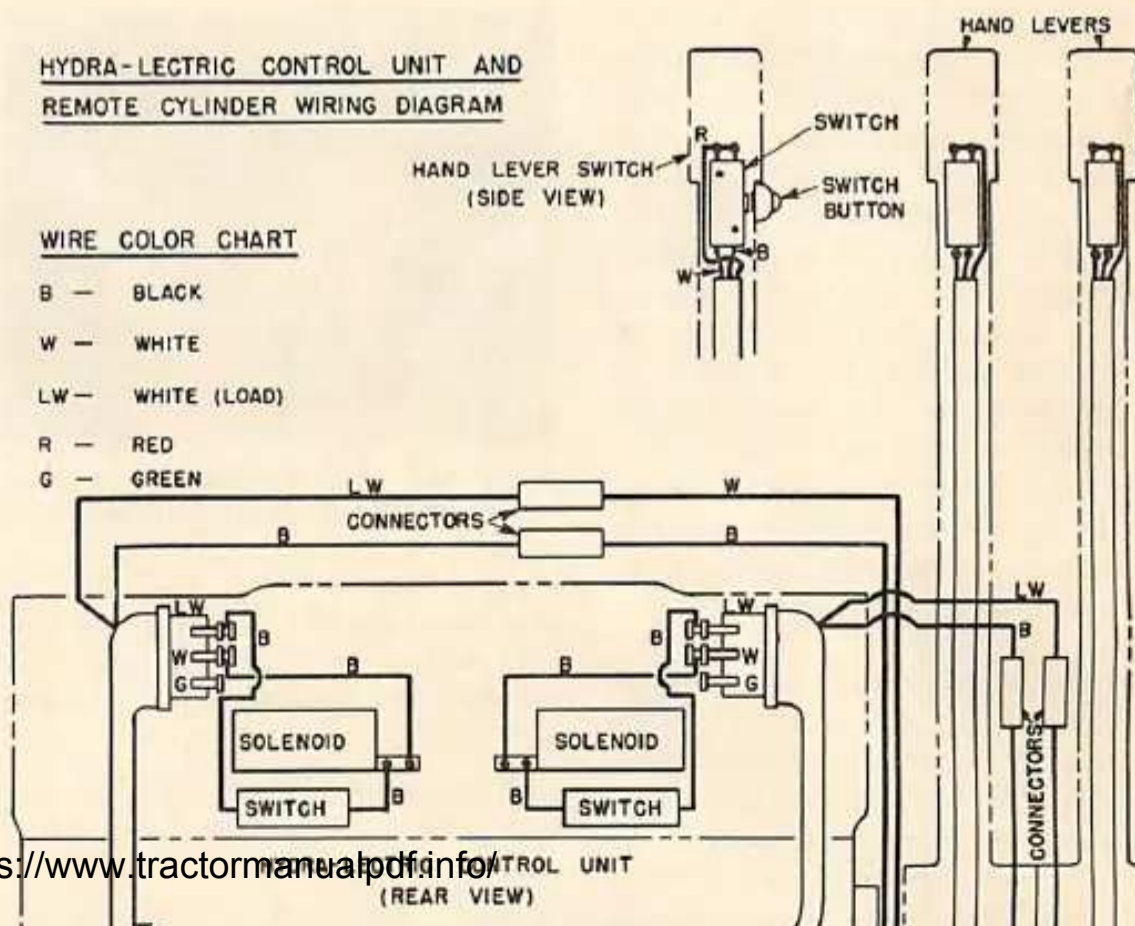 HAND LEVERS
HYDRA-LECTRIC CONTROL UNIT AND
REMOTE CYLINDER WIRING DIAGRAM
R
SWITCH
HAND LEVER SWITCH
(SIDE VIEW)
SWITCH
BUTTON
B
W
WIRE COLOR CHART
B — BLACK
W — WHITE
LW — WHITE (LOAD)
R — RED
G — GREEN
LW
W
CONNECTORS
B
B
LW
B
LW
B
W
G
B
B
LW
B
W
G
SOLENOID
SOLENOID
B
B
SWITCH
SWITCH
CONNECTORS
CONTROL UNIT
(REAR VIEW)
s://www.tractormanualpdf.info/